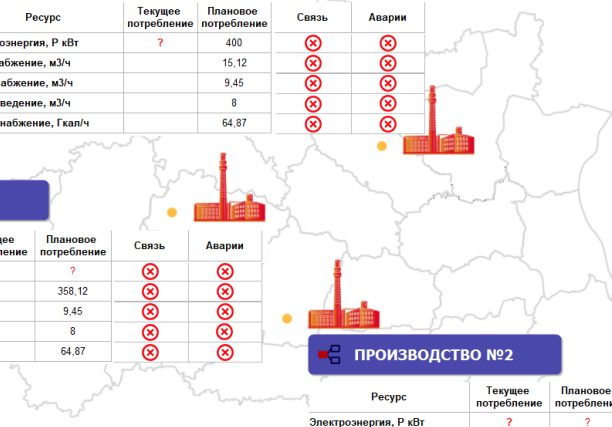 Ресурс Текущее потребление Плановое потребление Связь Аварии
оэнергия, Р кВт ? 400
абжение, м3/ч 15,12
абжение, м3/ч 9,45
ведение, м3/ч 8
набжение, Гкал/ч 64,87
щее ление Плановое потребление Связь Аварии
?
358,12
9,45
8
64,87
ПРОИЗВОДСТВО №2
Ресурс Текущее потребление Плановое потреблени
Электроэнергия, Р кВт ? ?